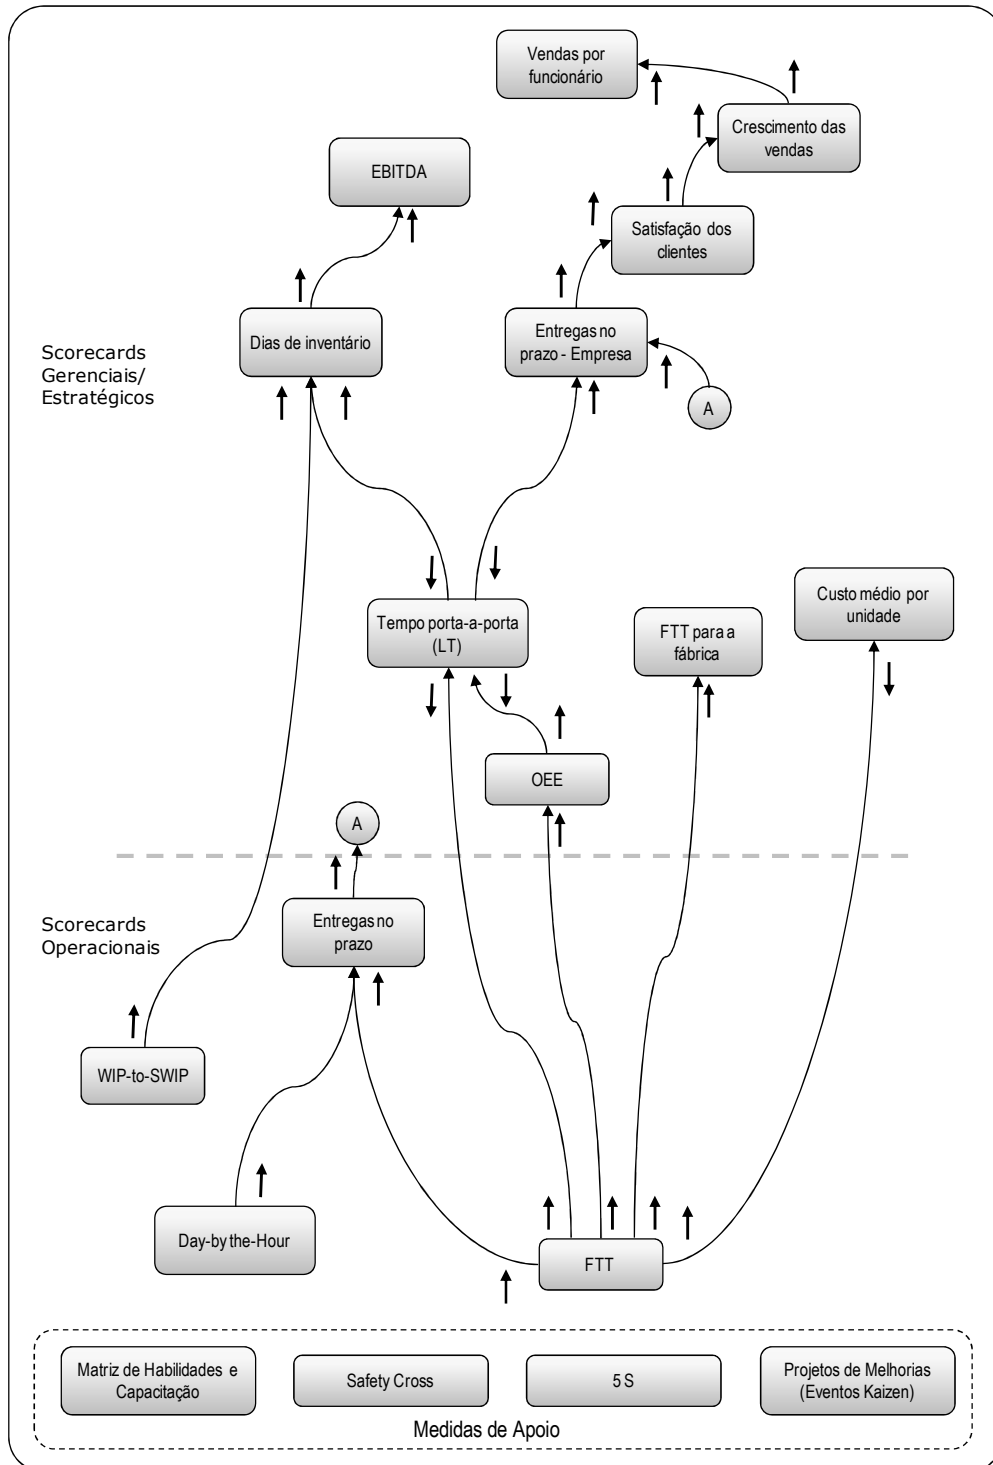 Vendas por
funcionário
Crescimento das
vendas
EBITDA
Satisfação dos
clientes
Dias de inventário
Entregas no
prazo - Empresa
Scorecards
Gerenciais/
Estratégicos
A
Custo médio por
unidade
Tempo porta-a-porta
(LT)
FTT para a
fábrica
OEE
A
Entregas no
prazo
Scorecards
Operacionais
WIP-to-SWIP
Day-by the-Hour
FTT
Matriz de Habilidades e
Capacitação
Safety Cross
5 S
Projetos de Melhorias
(Eventos Kaizen)
Medidas de Apoio